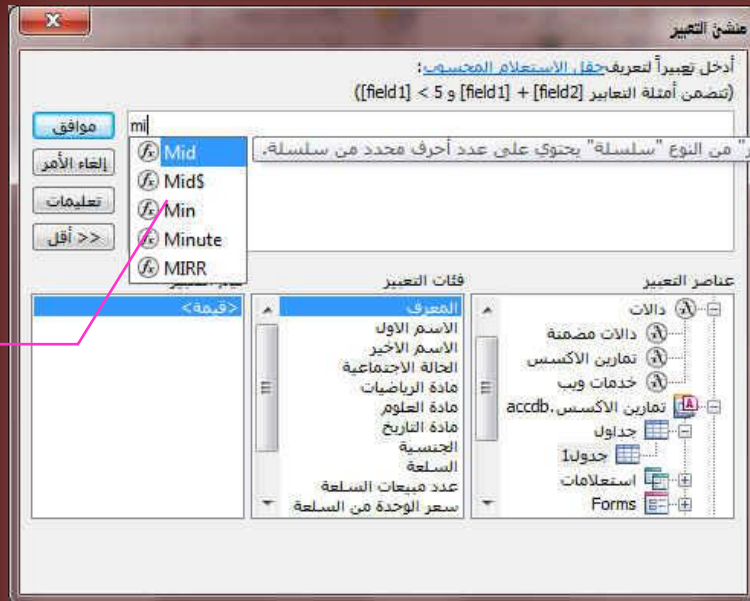 منشئ التعبير
أدخل تعبيراً لتعريف حقل الاستعلام المحسوب:
(تتضمن أمثلة التعابير [field1] + [field2] و [field1] < 5)
mi
موافق
إلغاء الأمر
تعليمات
<< أقل
Mid
Mid$
Min
Minute
MIRR
" من النوع "سلسلة" يحتوي على عدد أحرف محدد من سلسلة.
عناصر التعبير
دالات
دالات مضمنة
تمارين الاكسس
خدمات ويب
تمارين الاكسس.accdb
جداول
جدول1
استعلامات
Forms
فئات التعبير
المعرف
الاسم الاول
الاسم الاخير
الحالة الاجتماعية
مادة الرياضيات
مادة العلوم
مادة التاريخ
الجنسية
السلعة
عدد مبيعات السلعة
سعر الوحدة من السلعة
<قيمة>